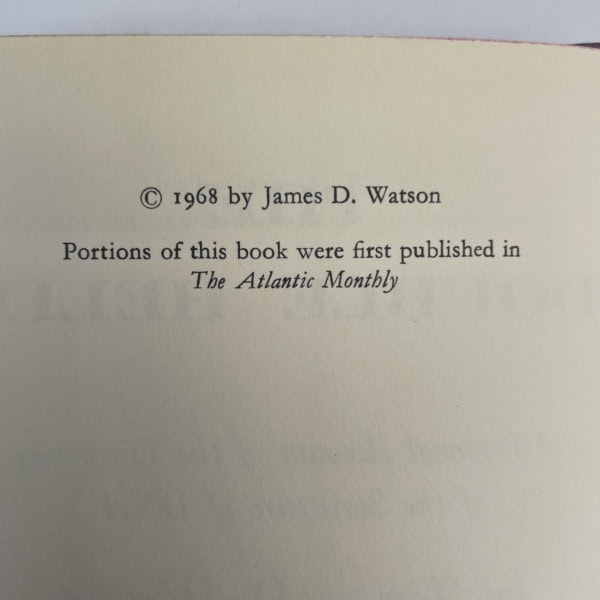 © 1968 by James D. Watson
Portions of this book were first published in
The Atlantic Monthly